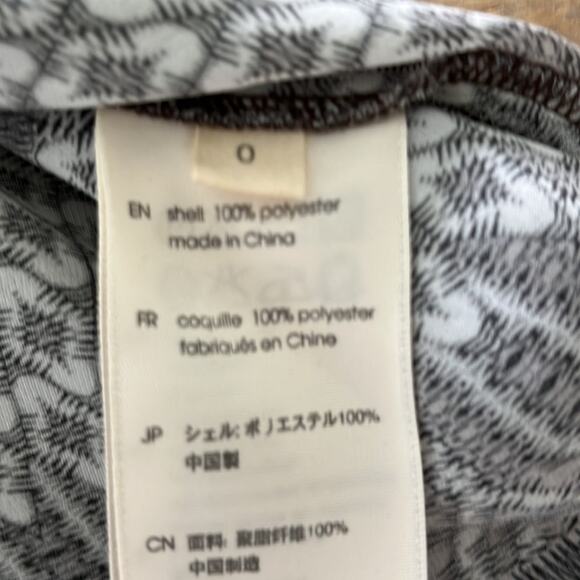 0
EN shell 100% polyester
made in China
FR coquille 100% polyester
fabriqués en Chine
JP シェル:ポリエステル100%
中国製
CN 面料: 聚脂纤维100%
中国制造